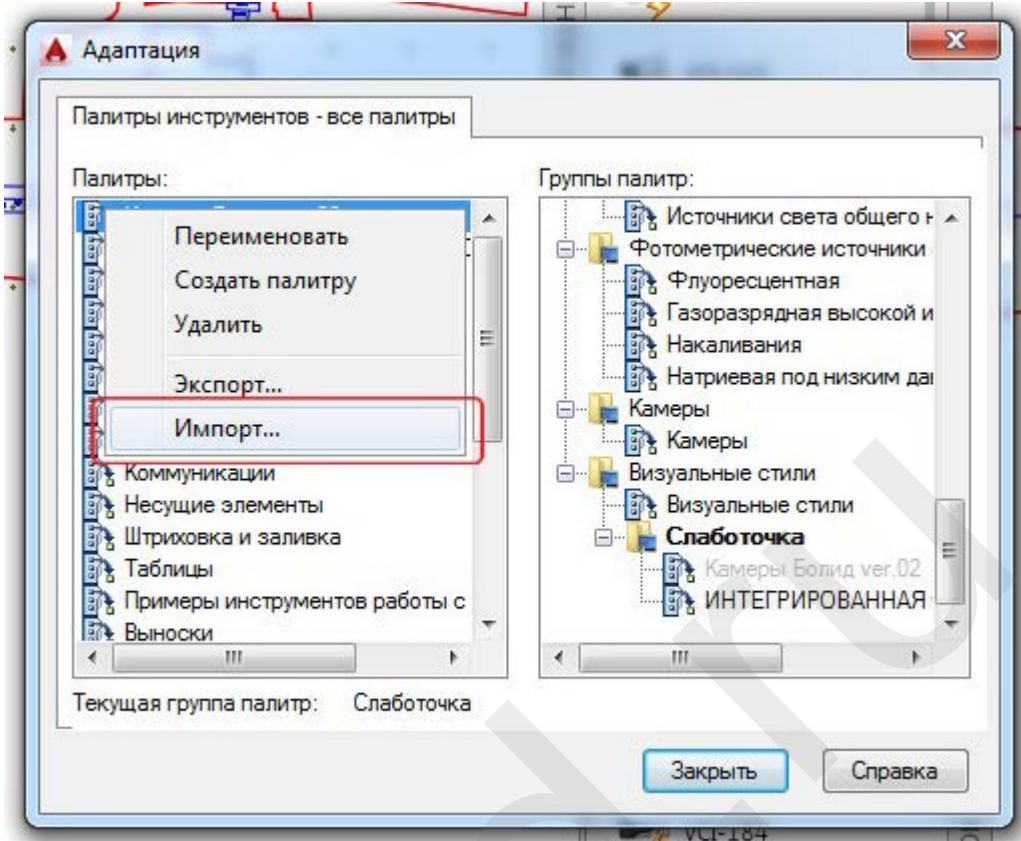 Адаптация
Палитры инструментов - все палитры
Палитры:
Переименовать
Создать палитру
Удалить
Экспорт...
Импорт...
Коммуникации
Несущие элементы
Штриховка и заливка
Таблицы
Примеры инструментов работы с
Выноски
Группы палитр:
Источники света общего н
Фотометрические источники
Флуоресцентная
Газоразрядная высокой и
Накаливания
Натриевая под низким да
Камеры
Камеры
Визуальные стили
Визуальные стили
Слаботочка
Камеры Болид ver.02
ИНТЕГРИРОВАННАЯ
Текущая группа палитр: Слаботочка
Закрыть
Справка
VCI-184